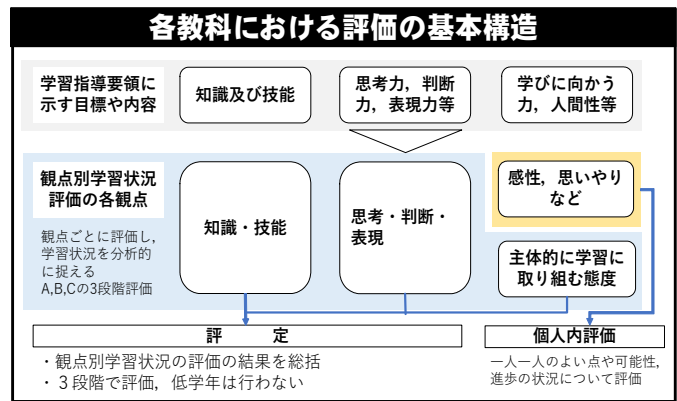 各教科における評価の基本構造
学習指導要領に
示す目標や内容
知識及び技能
思考力，判断
力，表現力等
学びに向かう
力，人間性等
観点別学習状況
評価の各観点
観点ごとに評価し，
学習状況を分析的
に捉える
A,B,Cの3段階評価
知識・技能
思考・判断・
表現
感性，思いやり
など
主体的に学習に
取り組む態度
評　　定
・観点別学習状況の評価の結果を総括
・３段階で評価，低学年は行わない
個人内評価
一人一人のよい点や可能性，
進歩の状況について評価